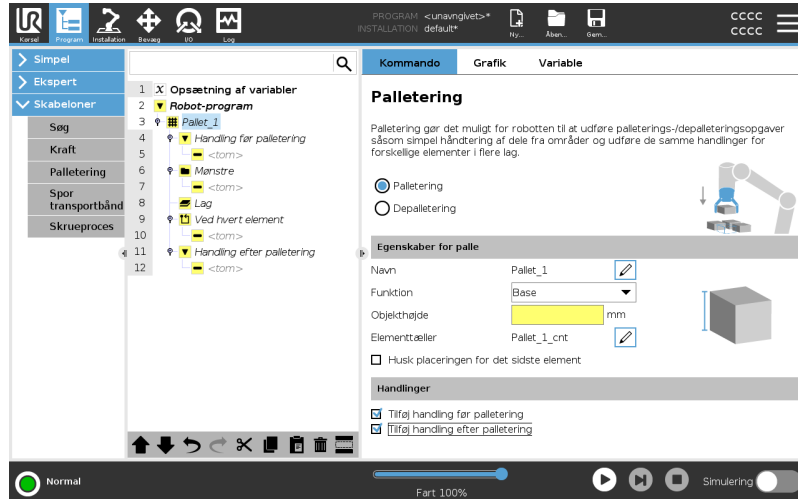 PROGRAM <unavngivet>*
INSTALLATION default*
Kørsel Program Installation Bevæg I/O Log Ny... Åben... Gem...
cccc
cccc
Simpel
Ekspert
Skabeloner
Søg
Kraft
Palletering
Spor
transportbånd
Skrueproces
1 X Opsætning af variabler
2 Robot-program
3 Pallet_1
4 Handling før palletering
5 <tom>
6 Mønstre
7 <tom>
8 Lag
9 Ved hvert element
10 <tom>
11 Handling efter palletering
12 <tom>
Kommando Grafik Variable
Palletering
Palletering gør det muligt for robotten til at udføre palleterings-/depalleteringsopgaver
såsom simpel håndtering af dele fra områder og udføre de samme handlinger for
forskellige elementer i flere lag.
Palletering
Depalletering
Egenskaber for palle
Navn Pallet_1
Funktion Base
Objekthøjde mm
Elementtæller Pallet_1_cnt
Husk placeringen for det sidste element
Handlinger
Tilføj handling før palletering
Tilføj handling efter palletering
Normal
Fart 100%
Simulering